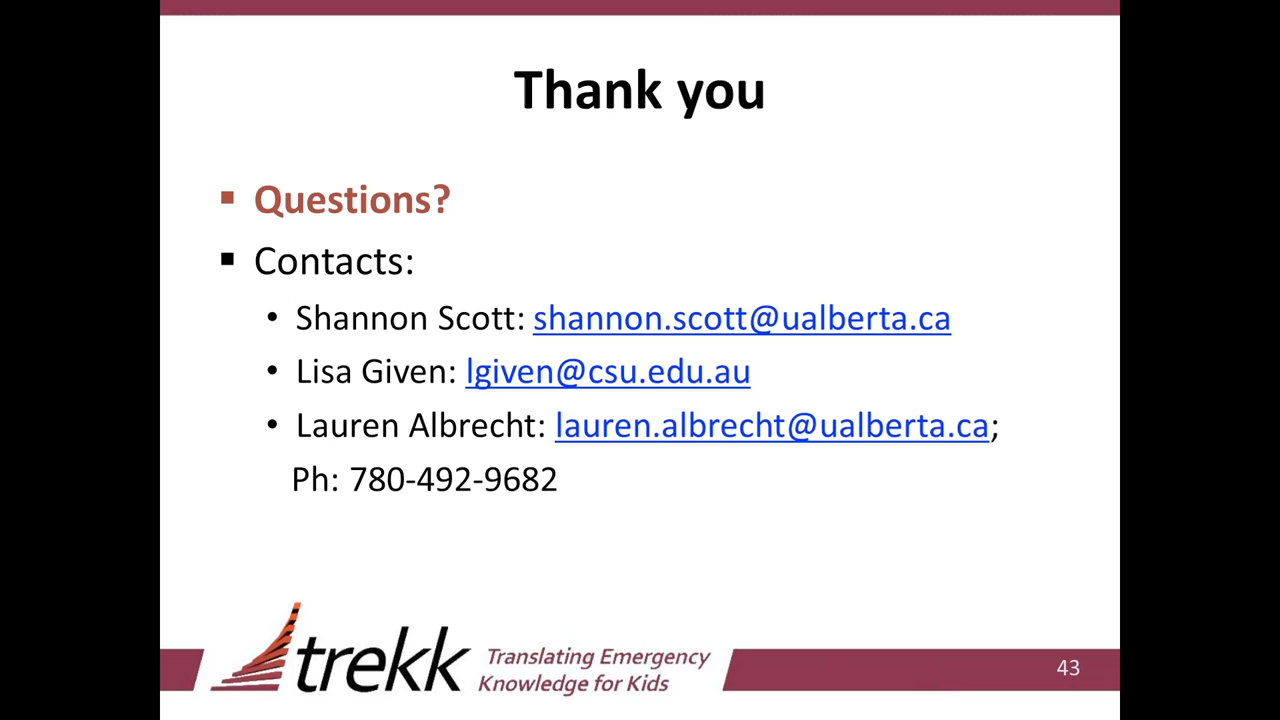 Thank you
Questions?
Contacts:
Shannon Scott: shannon.scott@ualberta.ca
Lisa Given: lgiven@csu.edu.au
Lauren Albrecht: lauren.albrecht@ualberta.ca;
Ph: 780-492-9682
trekk
Translating Emergency
Knowledge for Kids
43